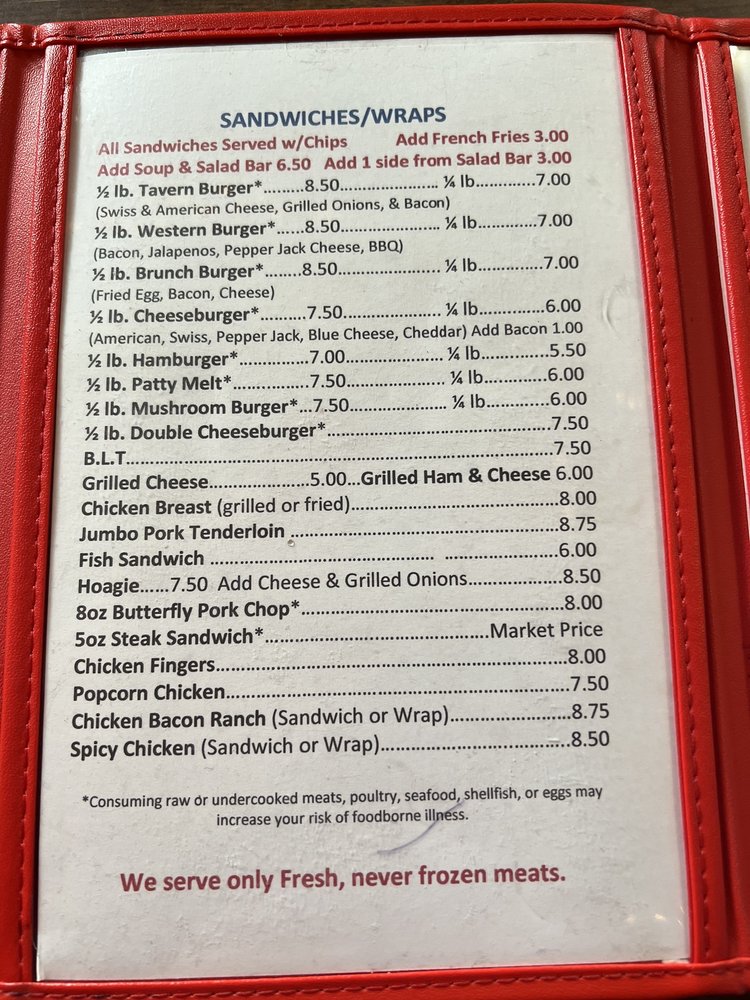 SANDWICHES/WRAPS
All Sandwiches Served w/Chips Add French Fries 3.00
Add Soup & Salad Bar 6.50 Add 1 side from Salad Bar 3.00
½ lb. Tavern Burger*.........8.50...................... ¼ lb.............7.00
(Swiss & American Cheese, Grilled Onions, & Bacon)
½ lb. Western Burger*......8.50...................... ¼ lb.............7.00
(Bacon, Jalapenos, Pepper Jack Cheese, BBQ)
½ lb. Brunch Burger*........8.50...................... ¼ lb..............7.00
(Fried Egg, Bacon, Cheese)
½ lb. Cheeseburger*..........7.50...................... ¼ lb..............6.00
(American, Swiss, Pepper Jack, Blue Cheese, Cheddar) Add Bacon 1.00
½ lb. Hamburger*...............7.00..................... ¼ lb..............5.50
½ lb. Patty Melt*.................7.50..................... ¼ lb.............6.00
½ lb. Mushroom Burger*...7.50..................... ¼ lb.............6.00
½ lb. Double Cheeseburger*................................................7.50
B.L.T.......................................................................................7.50
Grilled Cheese.....................5.00...Grilled Ham & Cheese 6.00
Chicken Breast (grilled or fried)...........................................8.00
Jumbo Pork Tenderloin .......................................................8.75
Fish Sandwich .............................................. .......................6.00
Hoagie......7.50 Add Cheese & Grilled Onions.........................8.50
8oz Butterfly Pork Chop*......................................................8.00
5oz Steak Sandwich*..............................................Market Price
Chicken Fingers........................................................................8.00
Popcorn Chicken......................................................................7.50
Chicken Bacon Ranch (Sandwich or Wrap)........................8.75
Spicy Chicken (Sandwich or Wrap)......................................8.50
*Consuming raw or undercooked meats, poultry, seafood, shellfish, or eggs may
increase your risk of foodborne illness.
We serve only Fresh, never frozen meats.